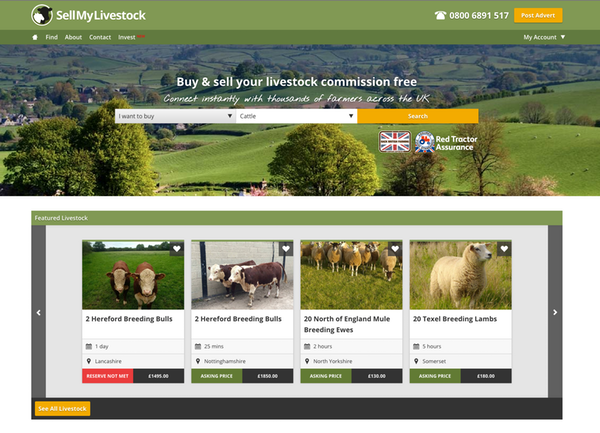 SellMyLivestock
0800 6891 517
Post Advert
Find About Contact Invest
My Account
Buy & sell your livestock commission free
Connect instantly with thousands of farmers across the UK
I want to buy
Cattle
Search
Red Tractor
Assurance
Featured Livestock
2 Hereford Breeding Bulls
1 day
Lancashire
RESERVE NOT MET £1495.00
2 Hereford Breeding Bulls
25 mins
Nottinghamshire
ASKING PRICE £1850.00
20 North of England Mule
Breeding Ewes
2 hours
North Yorkshire
ASKING PRICE £130.00
20 Texel Breeding Lambs
5 hours
Somerset
ASKING PRICE £180.00
See All Livestock